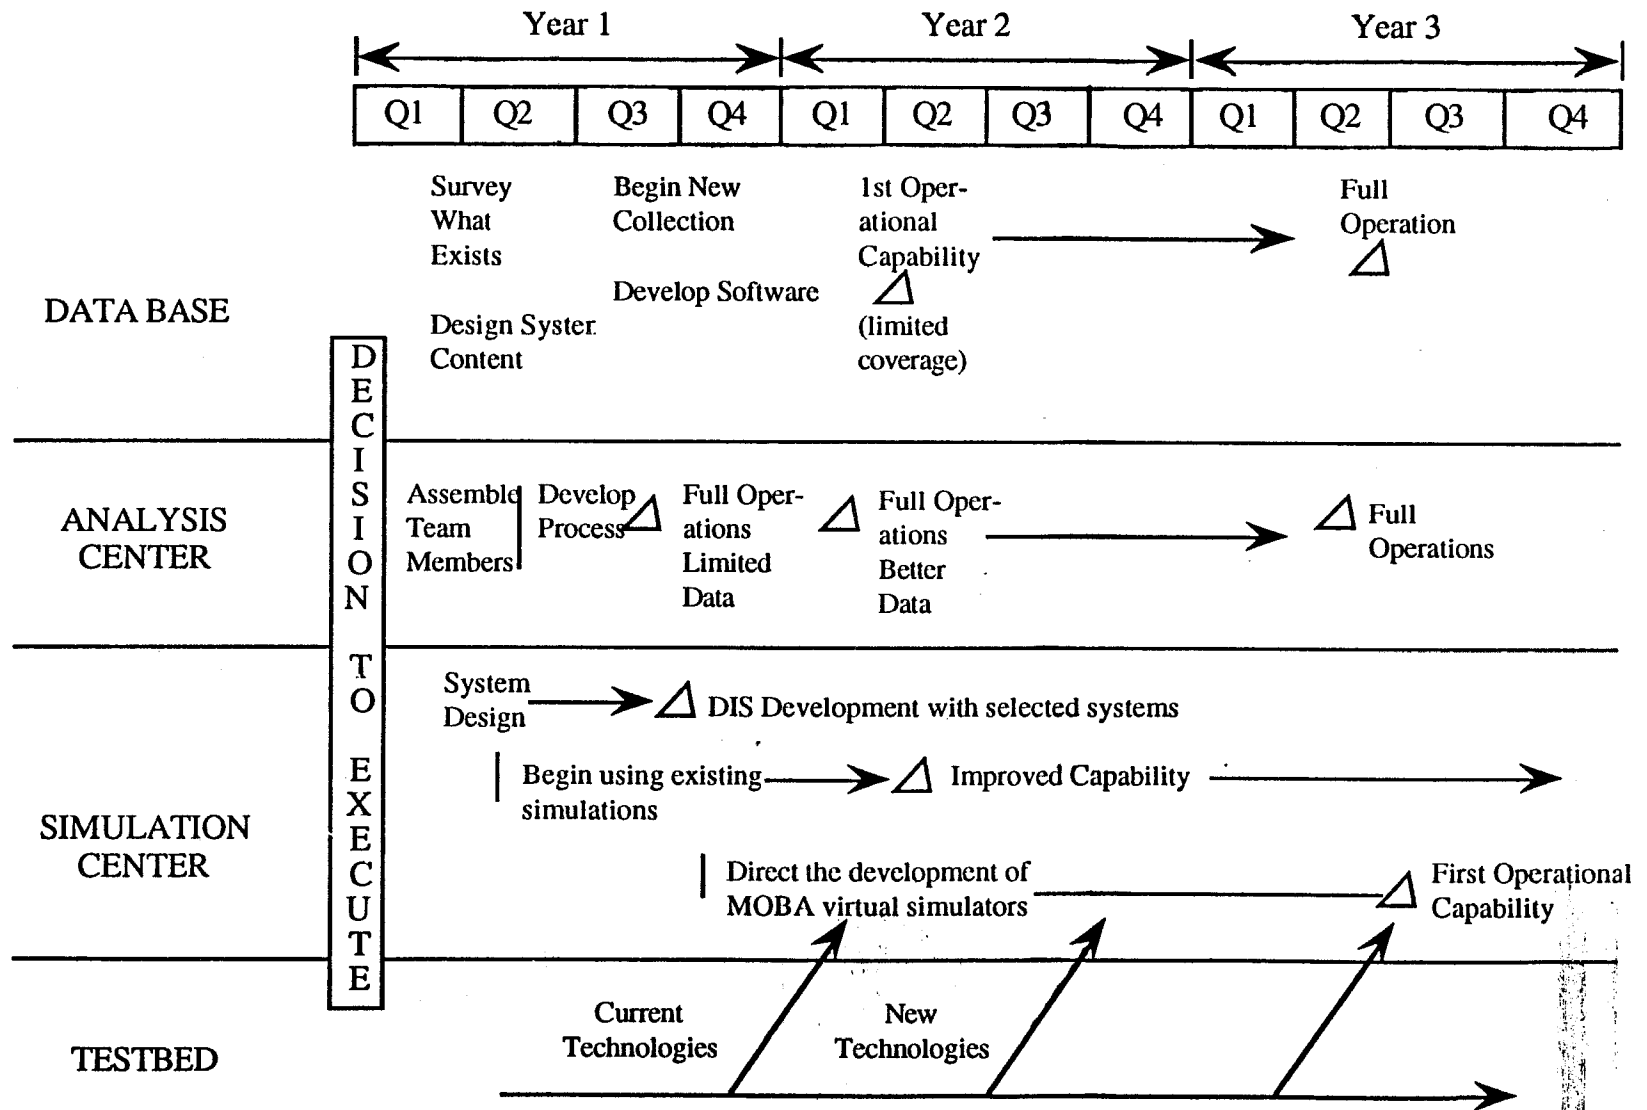 Year 1
Year 2
Year 3
Q1 Q2 Q3 Q4 Q1 Q2 Q3 Q4 Q1 Q2 Q3 Q4
DATA BASE
Survey
What
Exists
Design System
Content
Begin New
Collection
Develop Software
1st Oper-
ational
Capability
(limited
coverage)
Full
Operation
DECISION TO EXECUTE
ANALYSIS
CENTER
Assemble
Team
Members
Develop
Process
Full Oper-
ations
Limited
Data
Full Oper-
ations
Better
Data
Full
Operations
SIMULATION
CENTER
System
Design
DIS Development with selected systems
Begin using existing
simulations
Improved Capability
Direct the development of
MOBA virtual simulators
First Operational
Capability
TESTBED
Current
Technologies
New
Technologies